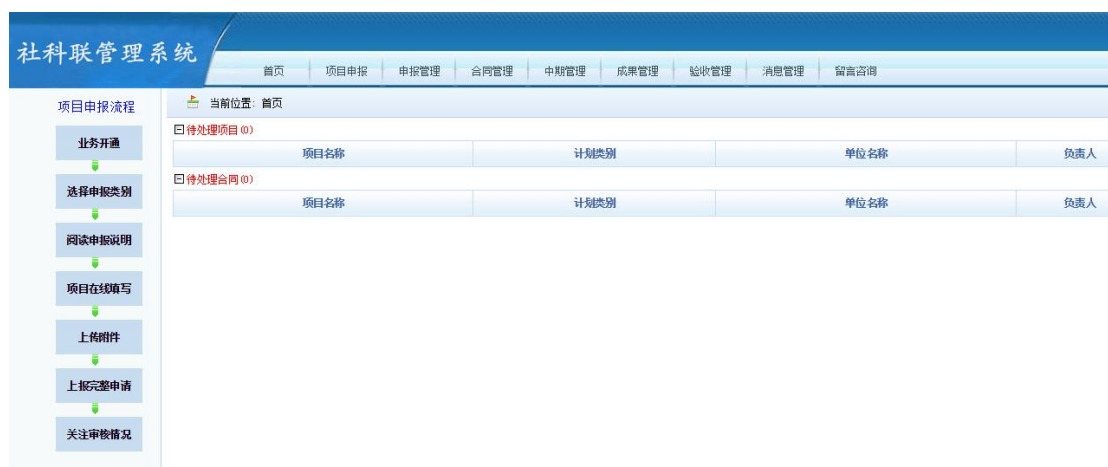 社科联管理系统
首页 项目申报 申报管理 合同管理 中期管理 成果管理 验收管理 消息管理 留言咨询
项目申报流程
业务开通
选择申报类别
阅读申报说明
项目在线填写
上传附件
上报完整申请
关注审核情况
当前位置: 首页
待处理项目(0)
项目名称 计划类别 单位名称 负责人
待处理合同(0)
项目名称 计划类别 单位名称 负责人